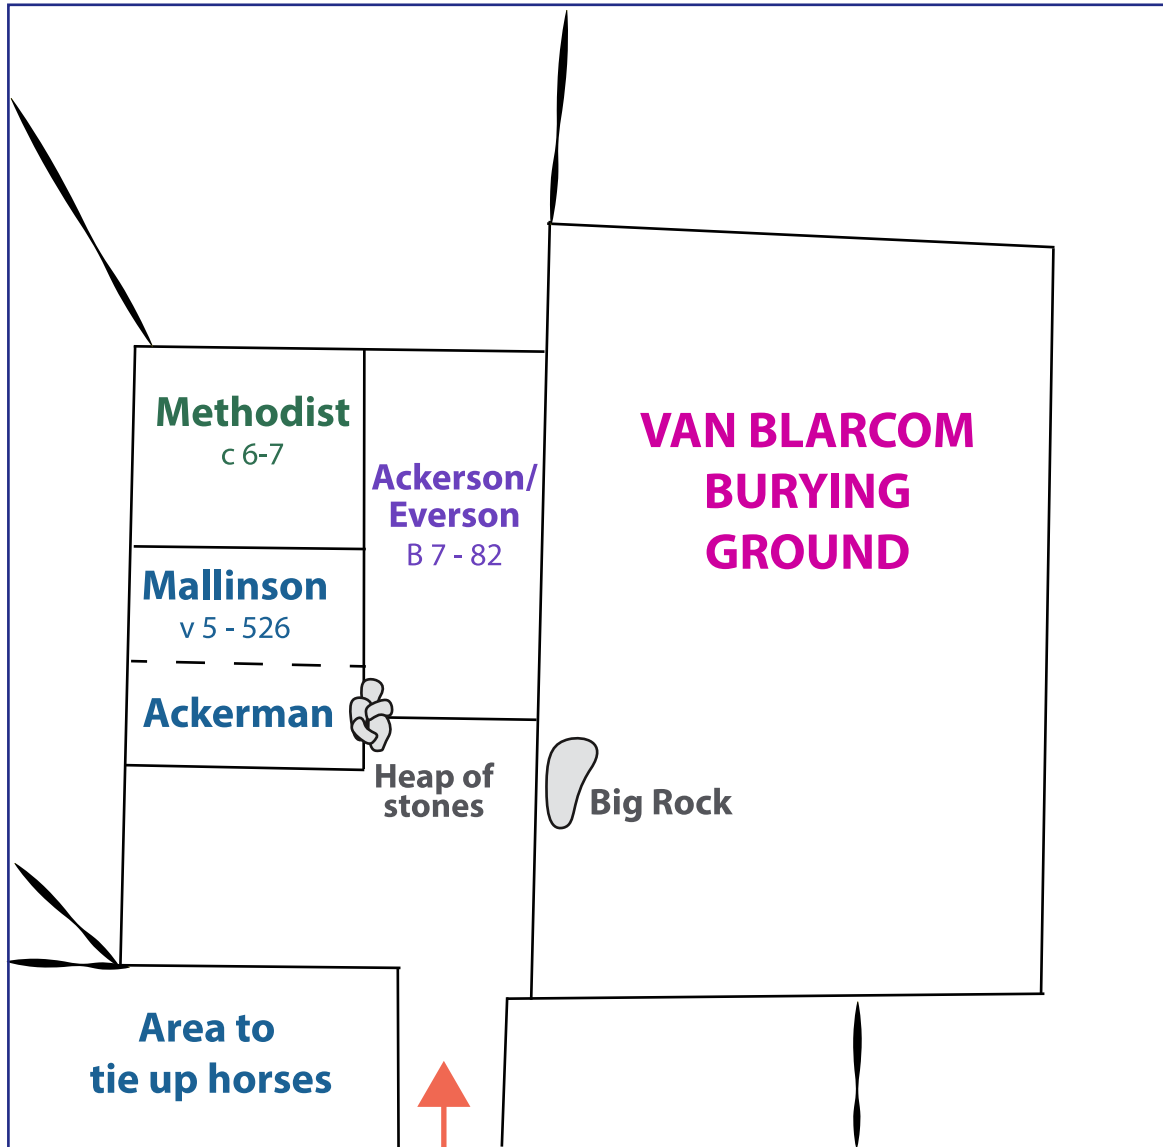 Methodist
c 6-7
Ackerson/
Everson
B 7 - 82
VAN BLARCOM
BURYING
GROUND
Mallinson
v 5 - 526
Ackerman
Heap of
stones
Big Rock
Area to
tie up horses